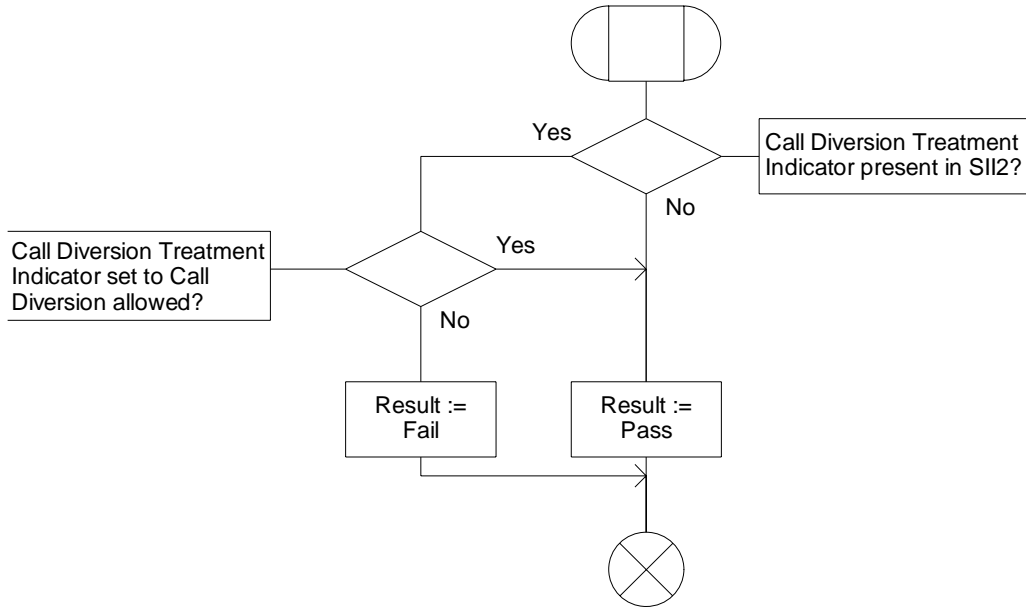 Yes
Call Diversion Treatment
Indicator present in SII2?
No
Call Diversion Treatment
Indicator set to Call
Diversion allowed?
Yes
No
Result :=
Fail
Result :=
Pass